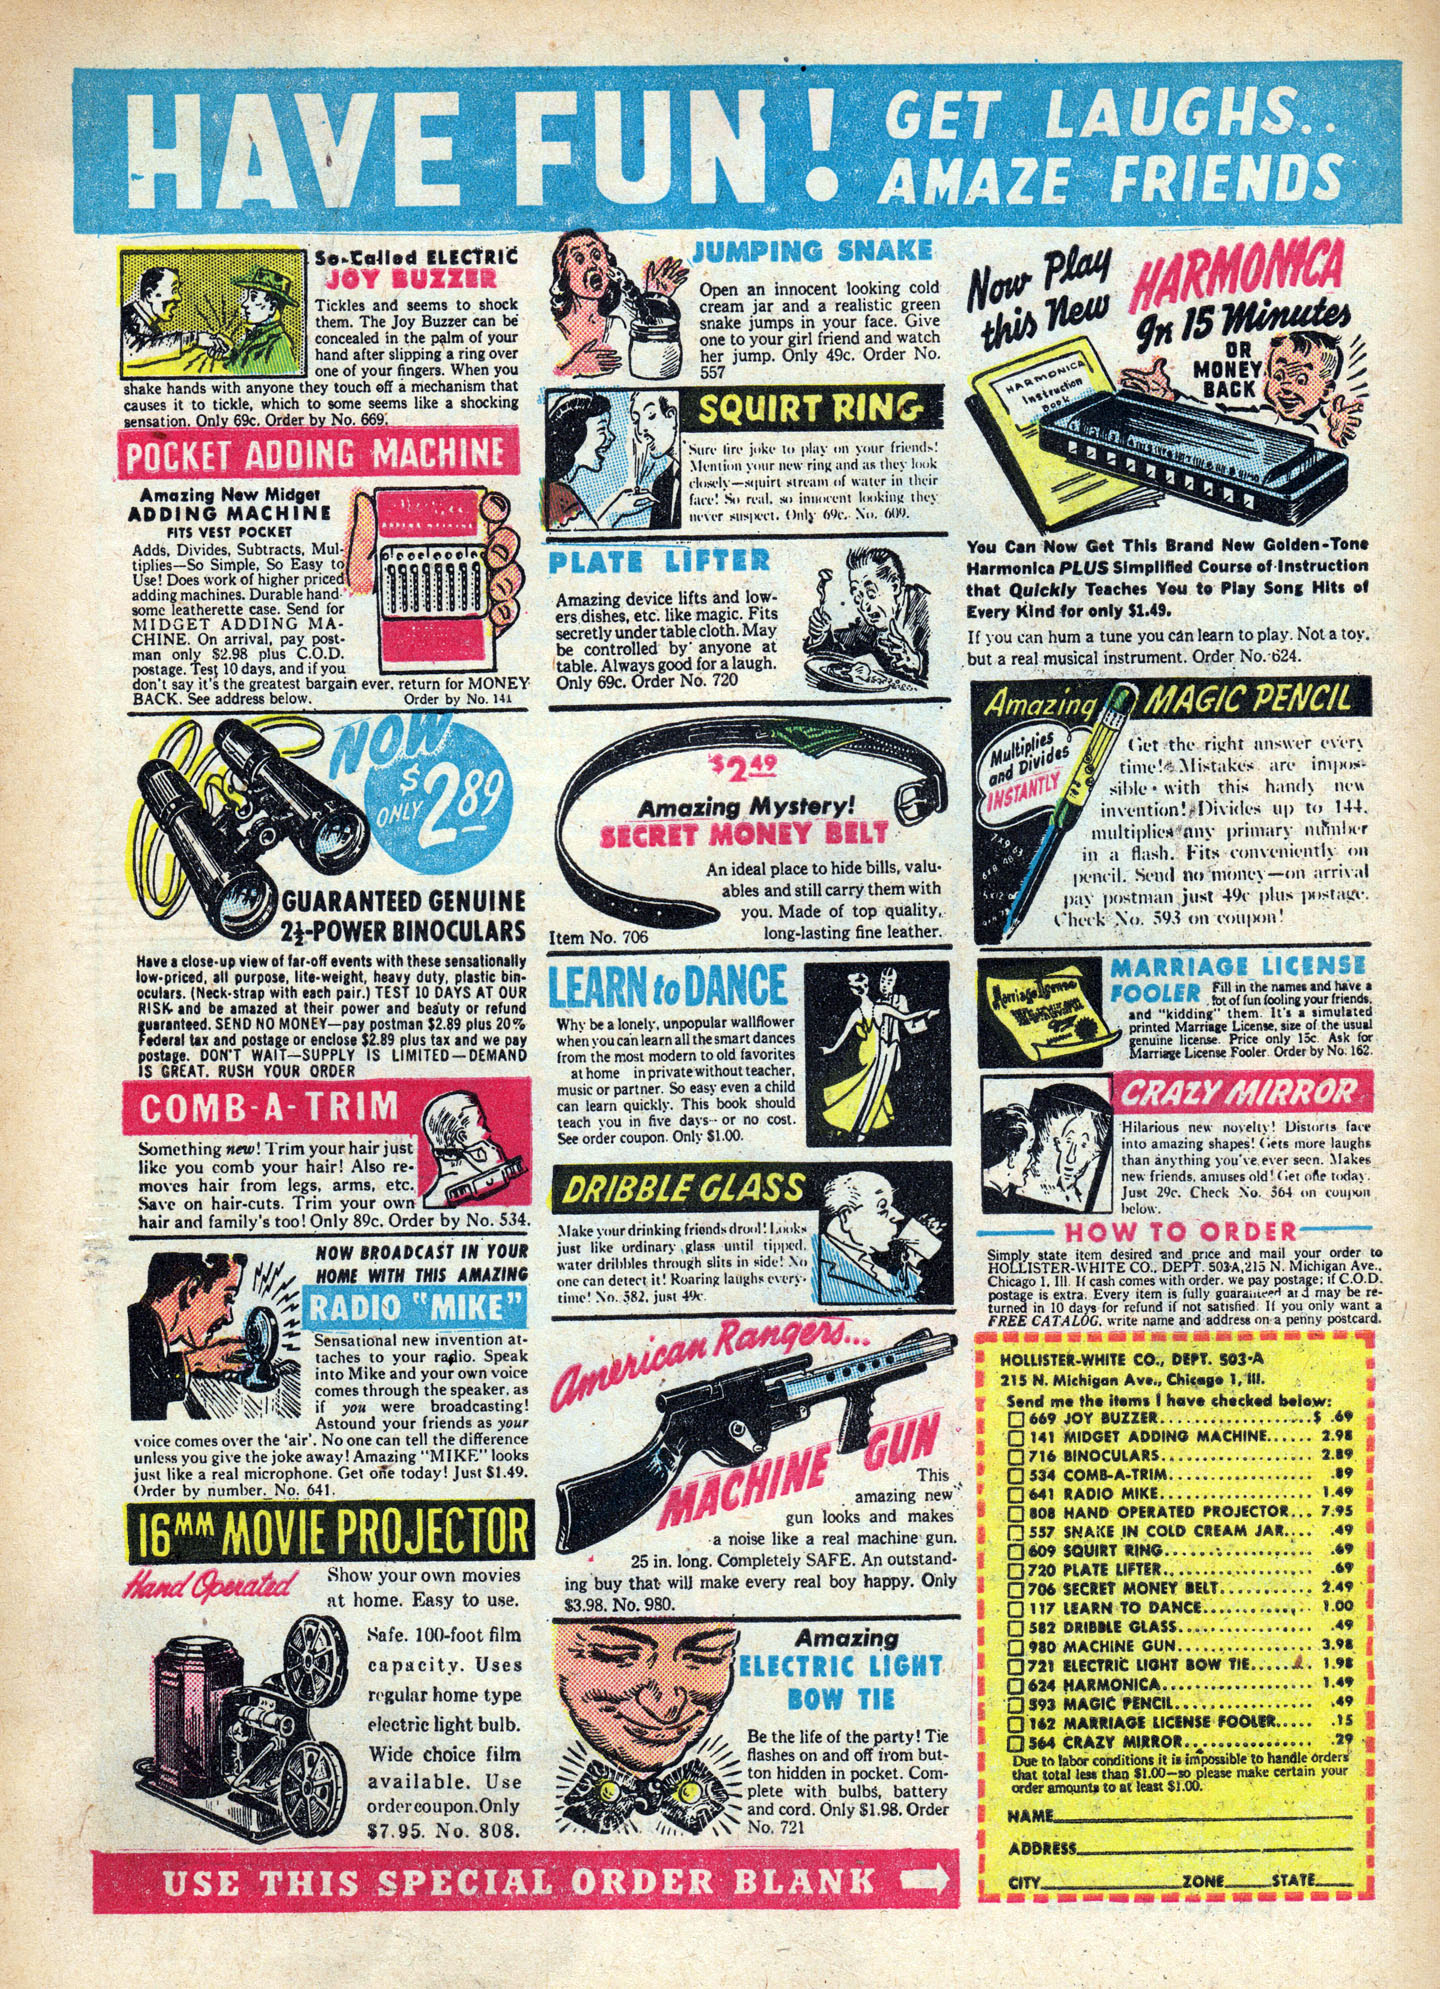 HAVE FUN!
GET LAUGHS..
AMAZE FRIENDS
So-Called ELECTRIC
JOY BUZZER
Tickles and seems to shock
them. The Joy Buzzer can be
concealed in the palm of your
hand after slipping a ring over
one of your fingers. When you
shake hands with anyone they touch off a mechanism that
causes it to tickle, which to some seems like a shocking
sensation. Only 69c. Order by No. 669.
POCKET ADDING MACHINE
Amazing New Midget
ADDING MACHINE
FITS VEST POCKET
Adds, Divides, Subtracts, Mul-
tiplies—So Simple, So Easy to
Use! Does work of higher priced
adding machines. Durable hand-
some leatherette case. Send for
MIDGET ADDING MA-
CHINE. On arrival, pay post-
man only $2.98 plus C.O.D.
postage. Test 10 days, and if you
don't say it's the greatest bargain ever, return for MONEY
BACK. See address below. Order by No. 141
NOW
ONLY $2.89
GUARANTEED GENUINE
2½-POWER BINOCULARS
Have a close-up view of far-off events with these sensationally
low-priced, all purpose, lite-weight, heavy duty, plastic bin-
oculars. (Neck-strap with each pair.) TEST 10 DAYS AT OUR
RISK and be amazed at their power and beauty or refund
guaranteed. SEND NO MONEY—pay postman $2.89 plus 20%
Federal tax and postage or enclose $2.89 plus tax and we pay
postage. DON'T WAIT—SUPPLY IS LIMITED—DEMAND
IS GREAT. RUSH YOUR ORDER
COMB-A-TRIM
Something new! Trim your hair just
like you comb your hair! Also re-
moves hair from legs, arms, etc.
Save on hair-cuts. Trim your own
hair and family's too! Only 89c. Order by No. 534.
NOW BROADCAST IN YOUR
HOME WITH THIS AMAZING
RADIO "MIKE"
Sensational new invention at-
taches to your radio. Speak
into Mike and your own voice
comes through the speaker, as
if you were broadcasting!
Astound your friends as your
voice comes over the 'air'. No one can tell the difference
unless you give the joke away! Amazing "MIKE" looks
just like a real microphone. Get one today! Just $1.49.
Order by number. No. 641.
16MM MOVIE PROJECTOR
Hand Operated
Show your own movies
at home. Easy to use.
Safe. 100-foot film
capacity. Uses
regular home type
electric light bulb.
Wide choice film
available. Use
order coupon. Only
$7.95. No. 808.
JUMPING SNAKE
Open an innocent looking cold
cream jar and a realistic green
snake jumps in your face. Give
one to your girl friend and watch
her jump. Only 49c. Order No.
557
SQUIRT RING
Sure fire joke to play on your friends!
Mention your new ring and as they look
closely—squirt stream of water in their
face! So real, so innocent looking they
never suspect. Only 69c. No. 609.
PLATE LIFTER
Amazing device lifts and low-
ers dishes, etc. like magic. Fits
secretly under table cloth. May
be controlled by anyone at
table. Always good for a laugh.
Only 69c. Order No. 720
$2.49
Amazing Mystery!
SECRET MONEY BELT
An ideal place to hide bills, valu-
ables and still carry them with
you. Made of top quality,
long-lasting fine leather.
Item No. 706
LEARN to DANCE
Why be a lonely, unpopular wallflower
when you can learn all the smart dances
from the most modern to old favorites
at home in private without teacher,
music or partner. So easy even a child
can learn quickly. This book should
teach you in five days—or no cost.
See order coupon. Only $1.00.
DRIBBLE GLASS
Make your drinking friends drool! Looks
just like ordinary glass until tipped,
water dribbles through slits in side! No
one can detect it! Roaring laughs every-
time! No. 582, just 49c.
American Rangers...
MACHINE GUN
This
amazing new
gun looks and makes
a noise like a real machine gun.
25 in. long. Completely SAFE. An outstand-
ing buy that will make every real boy happy. Only
$3.98. No. 980.
Amazing
ELECTRIC LIGHT
BOW TIE
Be the life of the party! Tie
flashes on and off from but-
ton hidden in pocket. Com-
plete with bulbs, battery
and cord. Only $1.98. Order
No. 721
Now Play
this New
HARMONICA
In 15 Minutes
OR
MONEY
BACK
HARMONICA
Instruction
Book
You Can Now Get This Brand New Golden-Tone
Harmonica PLUS Simplified Course of Instruction
that Quickly Teaches You to Play Song Hits of
Every Kind for only $1.49.
If you can hum a tune you can learn to play. Not a toy,
but a real musical instrument. Order No. 624.
Amazing MAGIC PENCIL
Multiplies
and Divides
INSTANTLY
Get the right answer every
time! Mistakes are impos-
sible with this handy new
invention! Divides up to 144,
multiplies any primary number
in a flash. Fits conveniently on
pencil. Send no money—on arrival
pay postman just 49c plus postage.
Check No. 593 on coupon!
Marriage License
MARRIAGE LICENSE
FOOLER Fill in the names and have a
lot of fun fooling your friends,
and "kidding" them. It's a simulated
printed Marriage License, size of the usual
genuine license. Price only 15c. Ask for
Marriage License Fooler. Order by No. 162.
CRAZY MIRROR
Hilarious new novelty! Distorts face
into amazing shapes! Gets more laughs
than anything you've ever seen. Makes
new friends, amuses old! Get one today.
Just 29c. Check No. 564 on coupon
below.
HOW TO ORDER
Simply state item desired and price and mail your order to
HOLLISTER-WHITE CO., DEPT. 503-A, 215 N. Michigan Ave.,
Chicago 1, Ill. If cash comes with order, we pay postage; if C.O.D.
postage is extra. Every item is fully guaranteed and may be re-
turned in 10 days for refund if not satisfied. If you only want a
FREE CATALOG, write name and address on a penny postcard.
HOLLISTER-WHITE CO., DEPT. 503-A
215 N. Michigan Ave., Chicago 1, Ill.
Send me the items I have checked below:
669 JOY BUZZER....................$ .69
141 MIDGET ADDING MACHINE...... 2.98
716 BINOCULARS.................... 2.89
534 COMB-A-TRIM.................... .89
641 RADIO MIKE.................... 1.49
808 HAND OPERATED PROJECTOR... 7.95
557 SNAKE IN COLD CREAM JAR.... .49
609 SQUIRT RING.................... .69
720 PLATE LIFTER.................... .69
706 SECRET MONEY BELT........... 2.49
117 LEARN TO DANCE.............. 1.00
582 DRIBBLE GLASS................. .49
980 MACHINE GUN................. 3.98
721 ELECTRIC LIGHT BOW TIE....... 1.98
624 HARMONICA.................... 1.49
593 MAGIC PENCIL................... .49
162 MARRIAGE LICENSE FOOLER..... .15
564 CRAZY MIRROR.................. .29
Due to labor conditions it is impossible to handle orders
that total less than $1.00—so please make certain your
order amounts to at least $1.00.
NAME
ADDRESS
CITY ZONE STATE
USE THIS SPECIAL ORDER BLANK